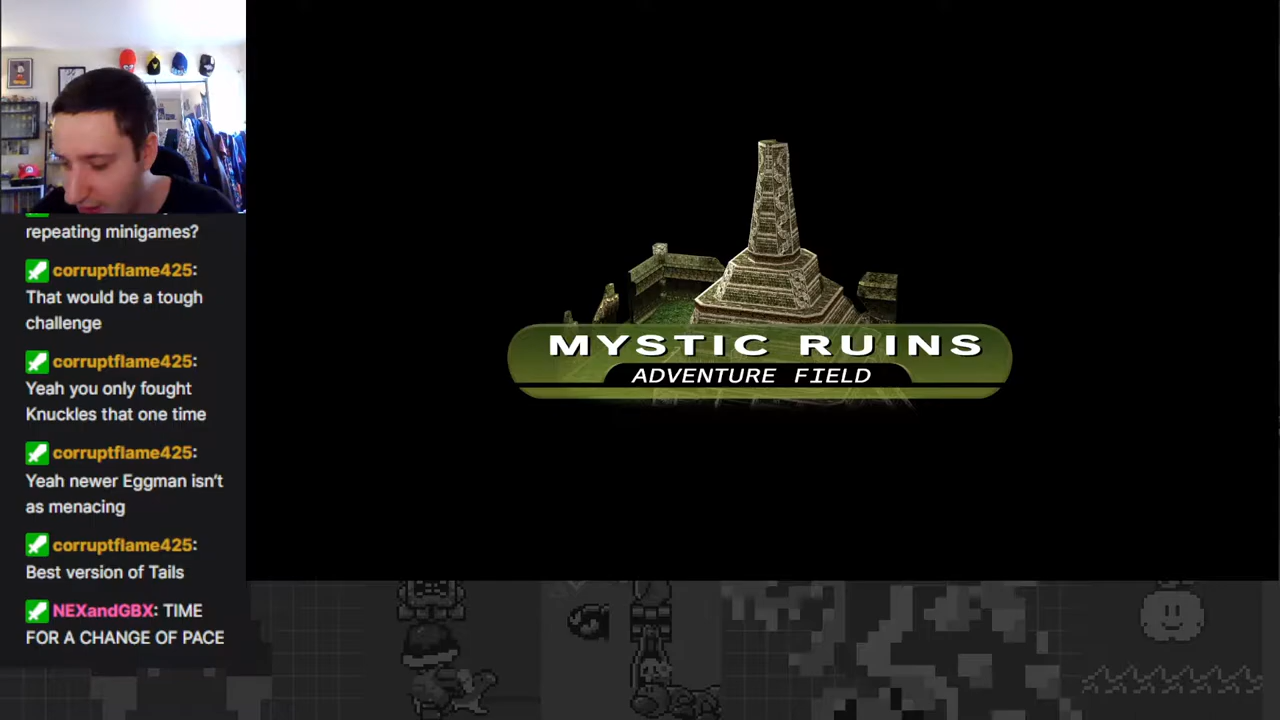 repeating minigames?
corruptflame425:
That would be a tough
challenge
corruptflame425:
Yeah you only fought
Knuckles that one time
corruptflame425:
Yeah newer Eggman isn't
as menacing
corruptflame425:
Best version of Tails
NEXandGBX: TIME
FOR A CHANGE OF PACE
MYSTIC RUINS
ADVENTURE FIELD